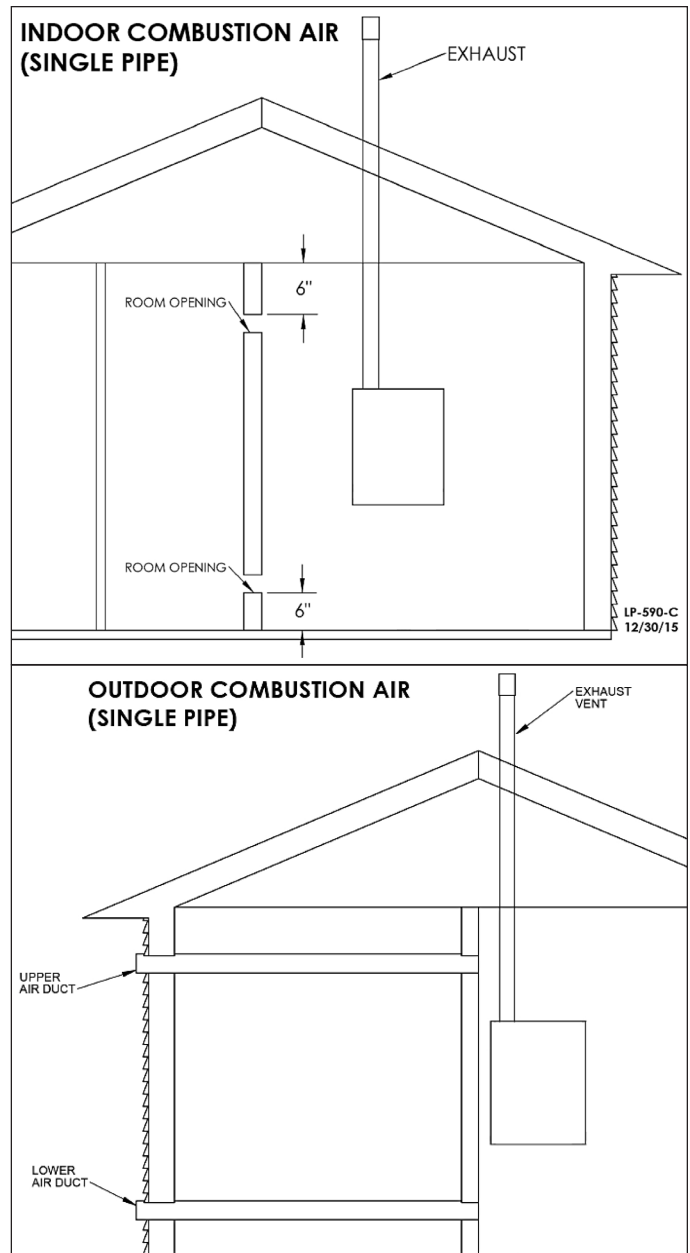 INDOOR COMBUSTION AIR
(SINGLE PIPE)
EXHAUST
6"
ROOM OPENING
ROOM OPENING
6"
LP-590-C
12/30/15
OUTDOOR COMBUSTION AIR
(SINGLE PIPE)
EXHAUST
VENT
UPPER
AIR DUCT
LOWER
AIR DUCT